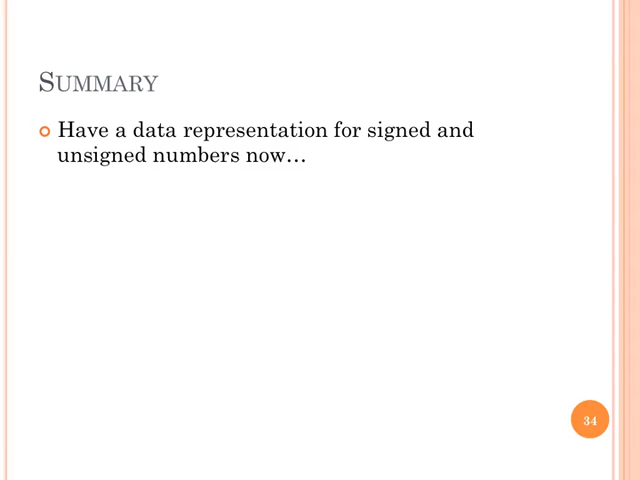 SUMMARY
Have a data representation for signed and
unsigned numbers now…
34